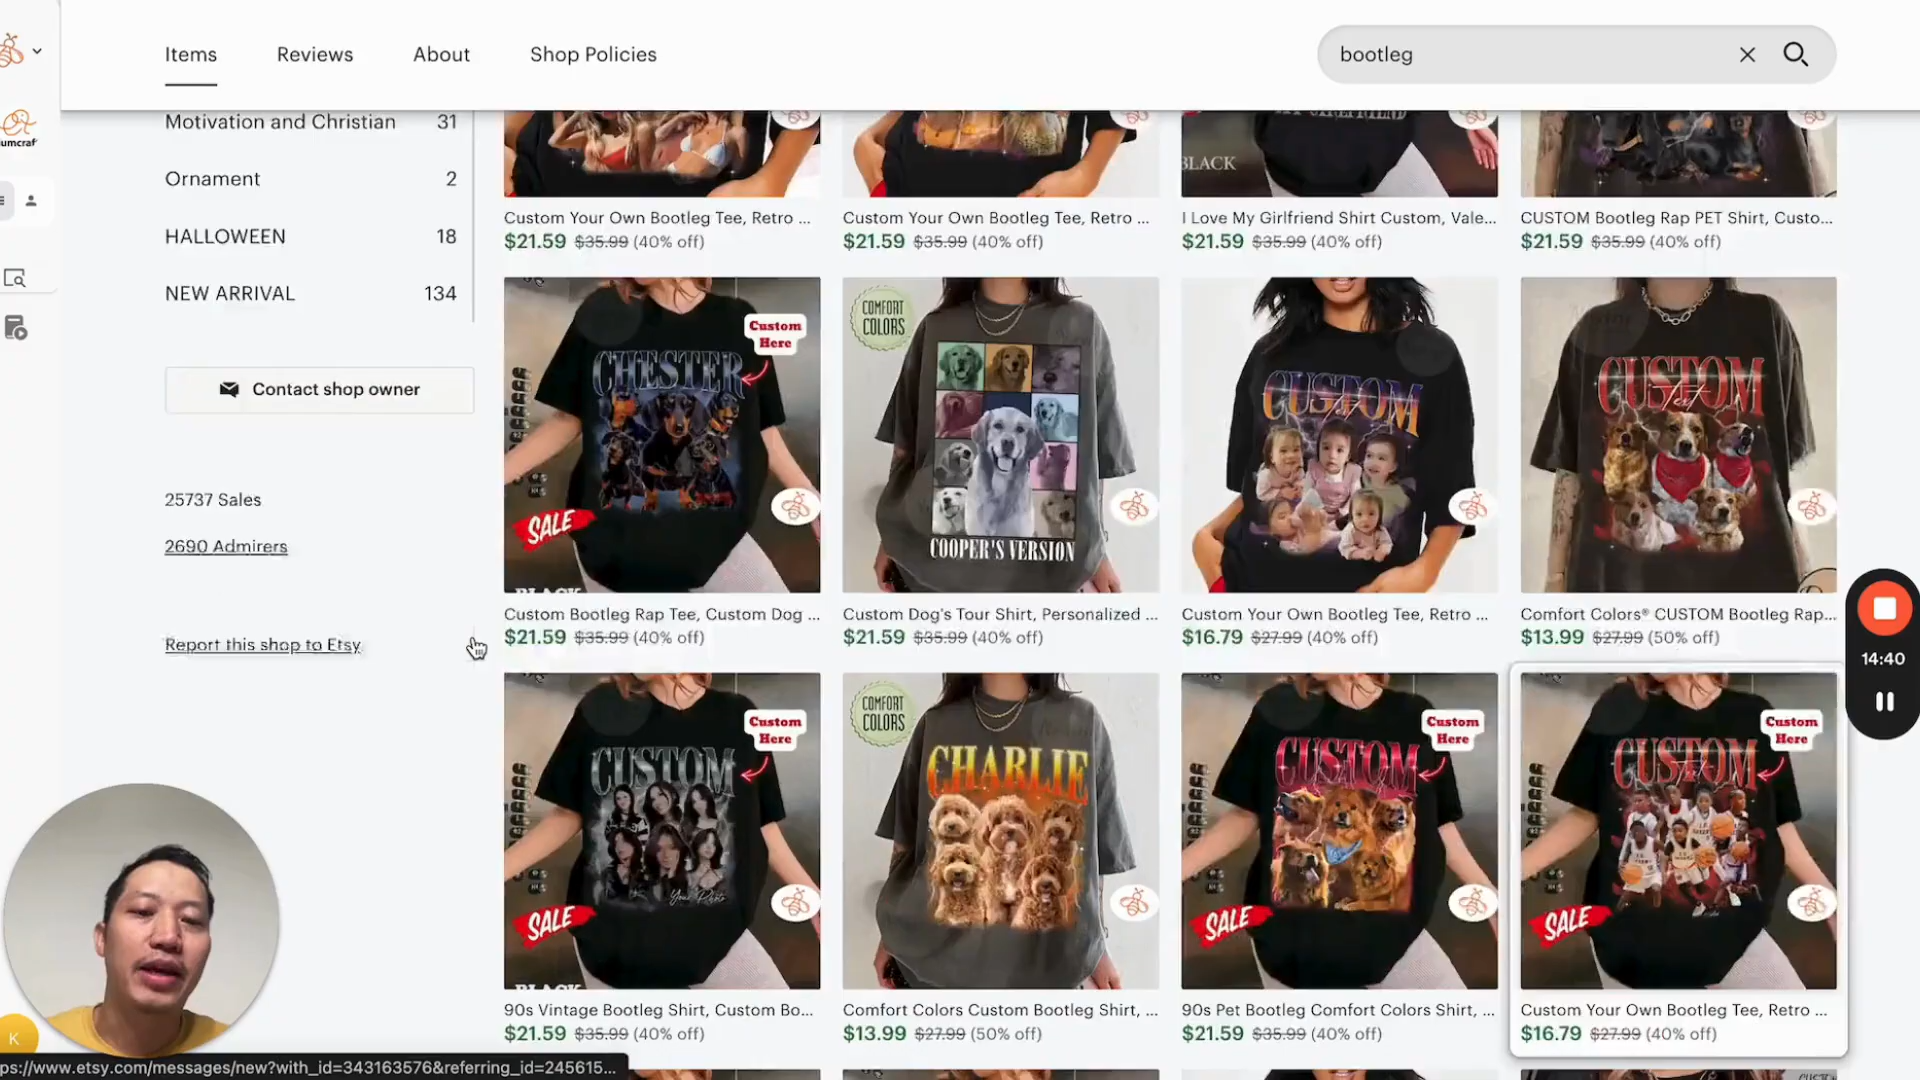 Items
Reviews
About
Shop Policies
bootleg
umcraf
Motivation and Christian 31
Ornament 2
HALLOWEEN 18
NEW ARRIVAL 134
Contact shop owner
25737 Sales
2690 Admirers
Report this shop to Etsy
BLACK
Custom Your Own Bootleg Tee, Retro ...
$21.59 $35.99 (40% off)
Custom Your Own Bootleg Tee, Retro ...
$21.59 $35.99 (40% off)
I Love My Girlfriend Shirt Custom, Vale...
$21.59 $35.99 (40% off)
CUSTOM Bootleg Rap PET Shirt, Custo...
$21.59 $35.99 (40% off)
Custom
Here
CHESTER
SALE
BLACK
COMFORT
COLORS
COOPER'S VERSION
CUSTOM
Text
CUSTOM
Text
Custom Bootleg Rap Tee, Custom Dog ...
$21.59 $35.99 (40% off)
Custom Dog's Tour Shirt, Personalized ...
$21.59 $35.99 (40% off)
Custom Your Own Bootleg Tee, Retro ...
$16.79 $27.99 (40% off)
Comfort Colors® CUSTOM Bootleg Rap...
$13.99 $27.99 (50% off)
Custom
Here
CUSTOM
Your Photo
SALE
BLACK
COMFORT
COLORS
CHARLIE
Custom
Here
CUSTOM
SALE
Custom
Here
CUSTOM
Text
SALE
90s Vintage Bootleg Shirt, Custom Bo...
$21.59 $35.99 (40% off)
Comfort Colors Custom Bootleg Shirt, ...
$13.99 $27.99 (50% off)
90s Pet Bootleg Comfort Colors Shirt, ...
$21.59 $35.99 (40% off)
Custom Your Own Bootleg Tee, Retro ...
$16.79 $27.99 (40% off)
14:40
K
ps://www.etsy.com/messages/new?with_id=343163576&referring_id=245615...